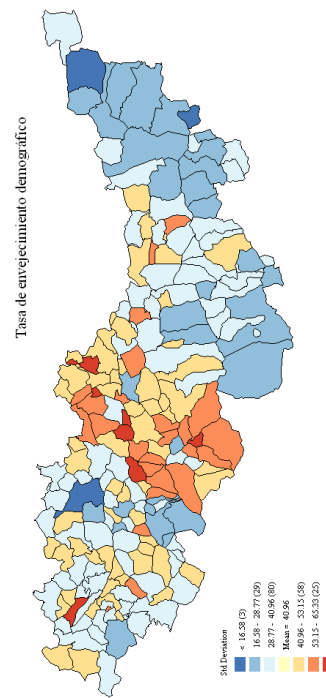 Tasa de envejecimiento demográfico
Std Deviation
< 16.58 (3)
16.58 - 28.77 (29)
28.77 - 40.96 (80)
Mean = 40.96
40.96 - 53.15 (58)
53.15 - 65.33 (25)